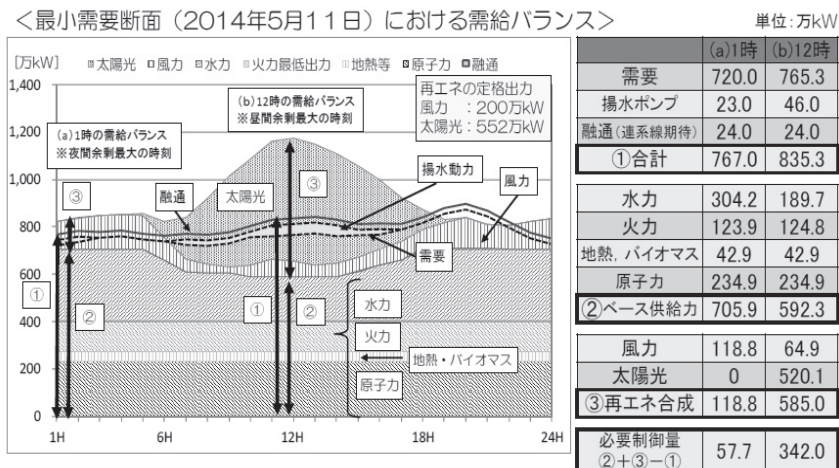 ＜最小需要断面（2014年5月11日）における需給バランス＞
単位：万kW
[万kW]
太陽光 風力 水力 火力最低出力 地熱等 原子力 融通
1,400
1,200
1,000
800
600
400
200
0
1H 6H 12H 18H 24H
(a)1時の需給バランス
※夜間余剰最大の時刻
(b)12時の需給バランス
※昼間余剰最大の時刻
再エネの定格出力
風力 ：200万kW
太陽光：552万kW
③
融通
太陽光
③
揚水動力
風力
需要
①
②
①
②
水力
火力
地熱・バイオマス
原子力
(a)1時 (b)12時
需要 720.0 765.3
揚水ポンプ 23.0 46.0
融通(連系線期待) 24.0 24.0
①合計 767.0 835.3
水力 304.2 189.7
火力 123.9 124.8
地熱，バイオマス 42.9 42.9
原子力 234.9 234.9
②ベース供給力 705.9 592.3
風力 118.8 64.9
太陽光 0 520.1
③再エネ合成 118.8 585.0
必要制御量
②＋③－① 57.7 342.0